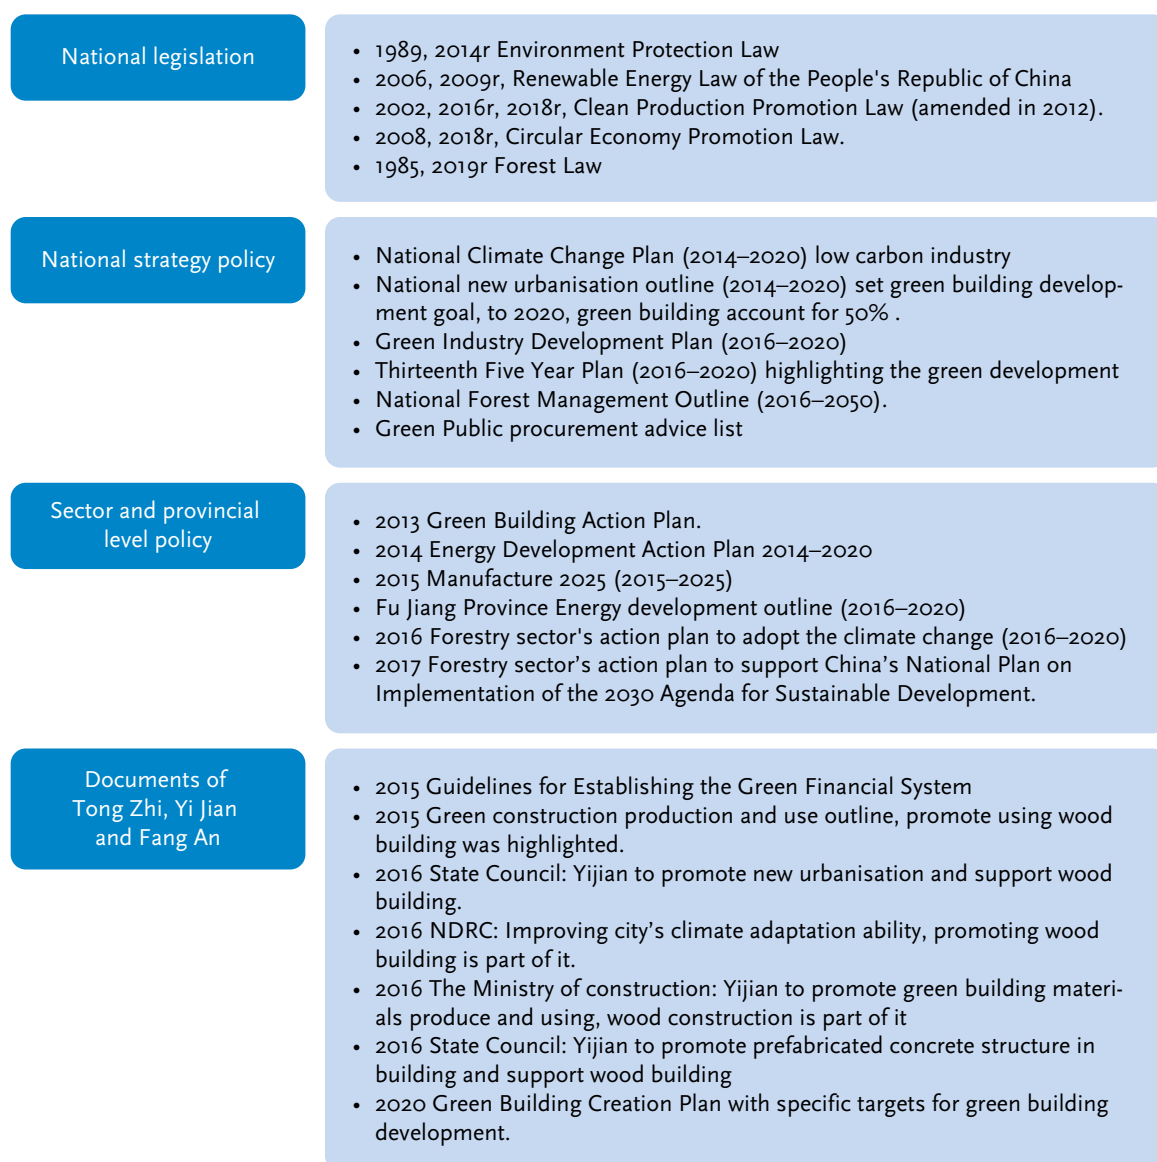 National legislation
• 1989, 2014r Environment Protection Law
• 2006, 2009r, Renewable Energy Law of the People's Republic of China
• 2002, 2016r, 2018r, Clean Production Promotion Law (amended in 2012).
• 2008, 2018r, Circular Economy Promotion Law.
• 1985, 2019r Forest Law
National strategy policy
• National Climate Change Plan (2014–2020) low carbon industry
• National new urbanisation outline (2014–2020) set green building develop-
ment goal, to 2020, green building account for 50% .
• Green Industry Development Plan (2016–2020)
• Thirteenth Five Year Plan (2016–2020) highlighting the green development
• National Forest Management Outline (2016–2050).
• Green Public procurement advice list
Sector and provincial
level policy
• 2013 Green Building Action Plan.
• 2014 Energy Development Action Plan 2014–2020
• 2015 Manufacture 2025 (2015–2025)
• Fu Jiang Province Energy development outline (2016–2020)
• 2016 Forestry sector's action plan to adopt the climate change (2016–2020)
• 2017 Forestry sector’s action plan to support China’s National Plan on
Implementation of the 2030 Agenda for Sustainable Development.
Documents of
Tong Zhi, Yi Jian
and Fang An
• 2015 Guidelines for Establishing the Green Financial System
• 2015 Green construction production and use outline, promote using wood
building was highlighted.
• 2016 State Council: Yijian to promote new urbanisation and support wood
building.
• 2016 NDRC: Improving city’s climate adaptation ability, promoting wood
building is part of it.
• 2016 The Ministry of construction: Yijian to promote green building materi-
als produce and using, wood construction is part of it
• 2016 State Council: Yijian to promote prefabricated concrete structure in
building and support wood building
• 2020 Green Building Creation Plan with specific targets for green building
development.